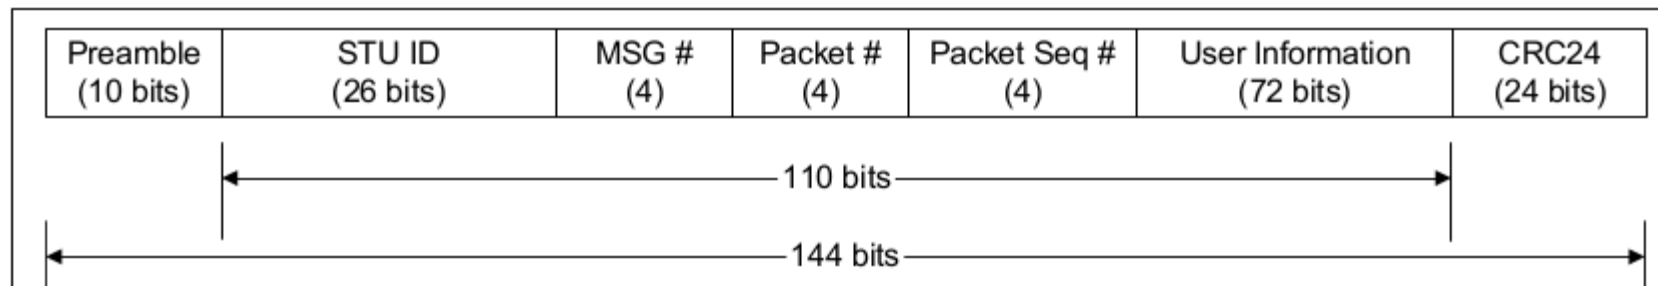 Preamble
(10 bits)
STU ID
(26 bits)
MSG #
(4)
Packet #
(4)
Packet Seq #
(4)
User Information
(72 bits)
CRC24
(24 bits)
110 bits
144 bits